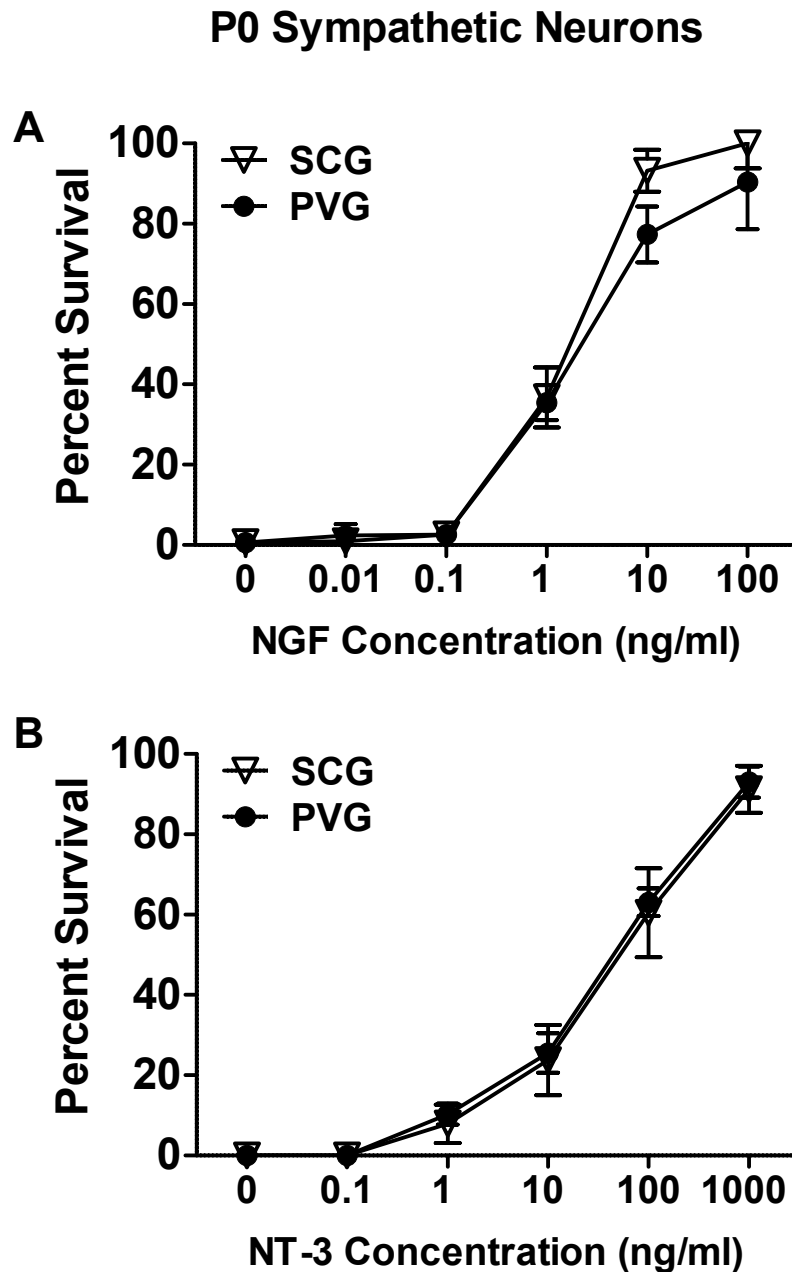 P0 Sympathetic Neurons
A
100
80
60
40
20
0
Percent Survival
SCG
PVG
0 0.01 0.1 1 10 100
NGF Concentration (ng/ml)
B
100
80
60
40
20
0
Percent Survival
SCG
PVG
0 0.1 1 10 100 1000
NT-3 Concentration (ng/ml)